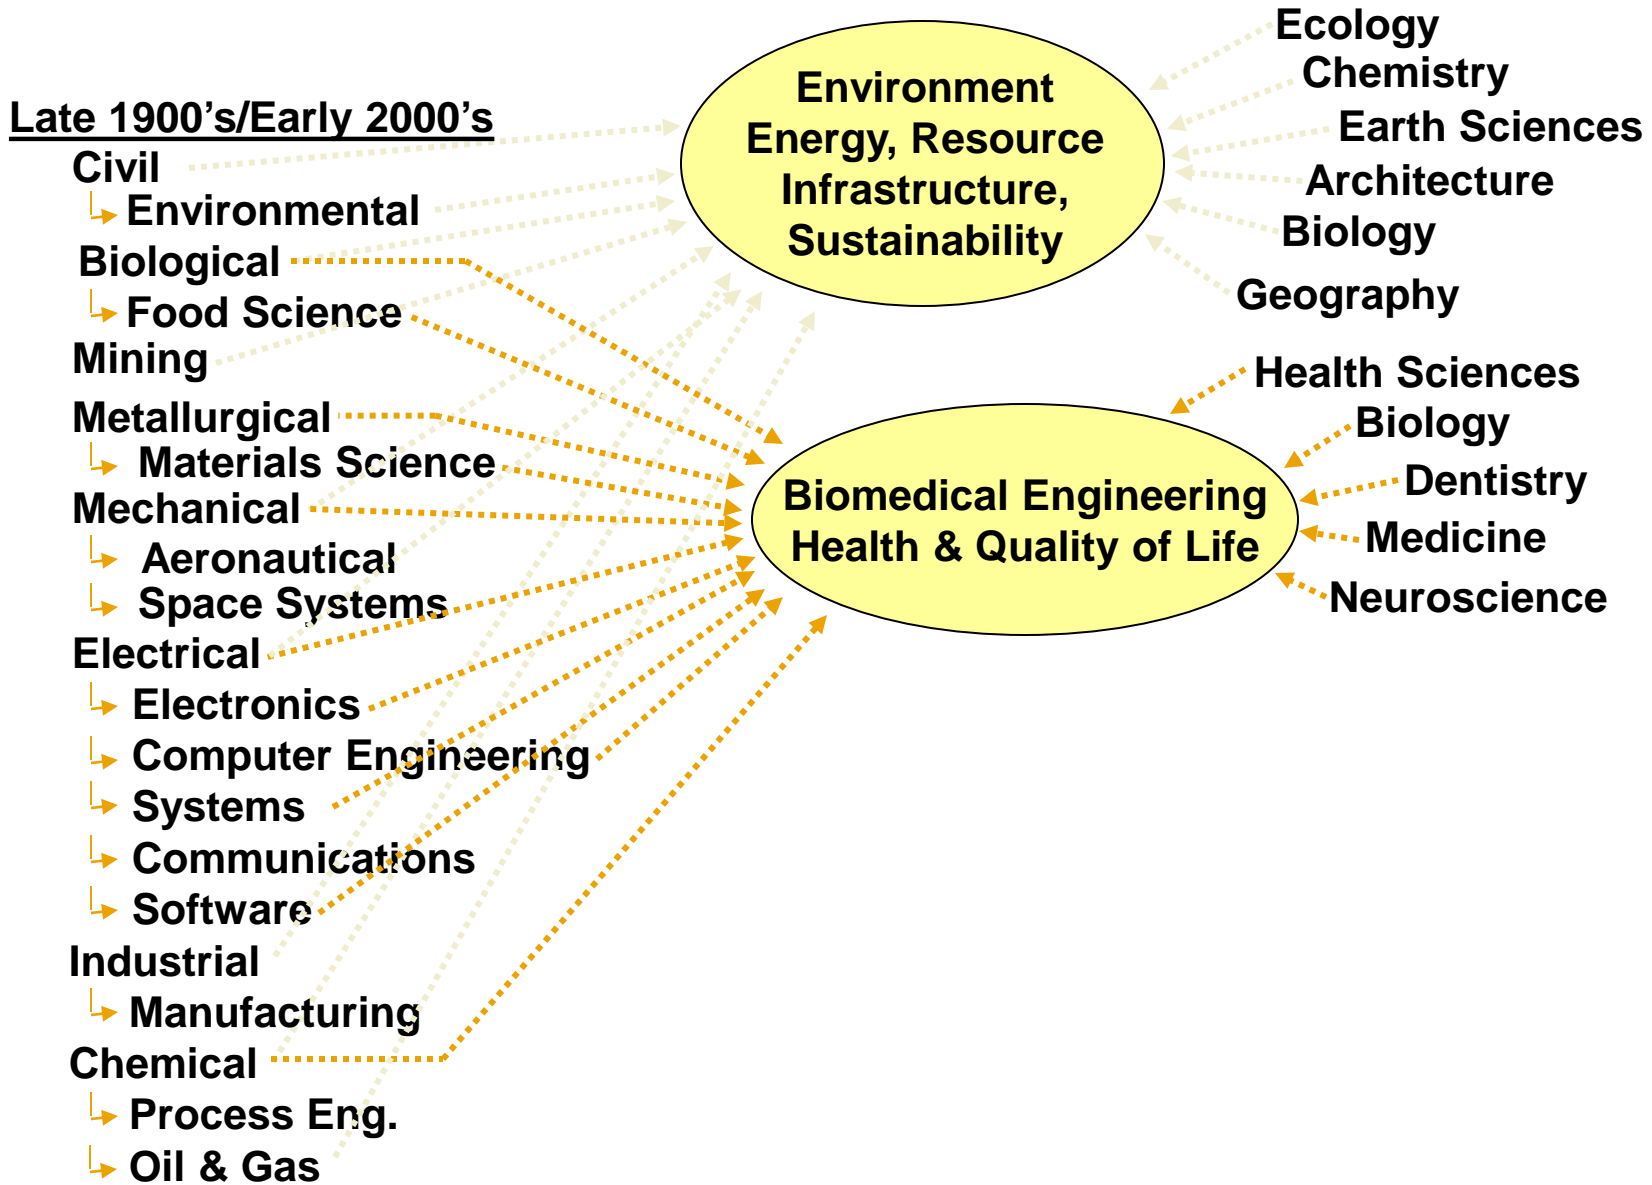 Late 1900’s/Early 2000’s
Civil
Environmental
Biological
Food Science
Mining
Metallurgical
Materials Science
Mechanical
Aeronautical
Space Systems
Electrical
Electronics
Computer Engineering
Systems
Communications
Software
Industrial
Manufacturing
Chemical
Process Eng.
Oil & Gas
Environment
Energy, Resource
Infrastructure,
Sustainability
Biomedical Engineering
Health & Quality of Life
Ecology
Chemistry
Earth Sciences
Architecture
Biology
Geography
Health Sciences
Biology
Dentistry
Medicine
Neuroscience